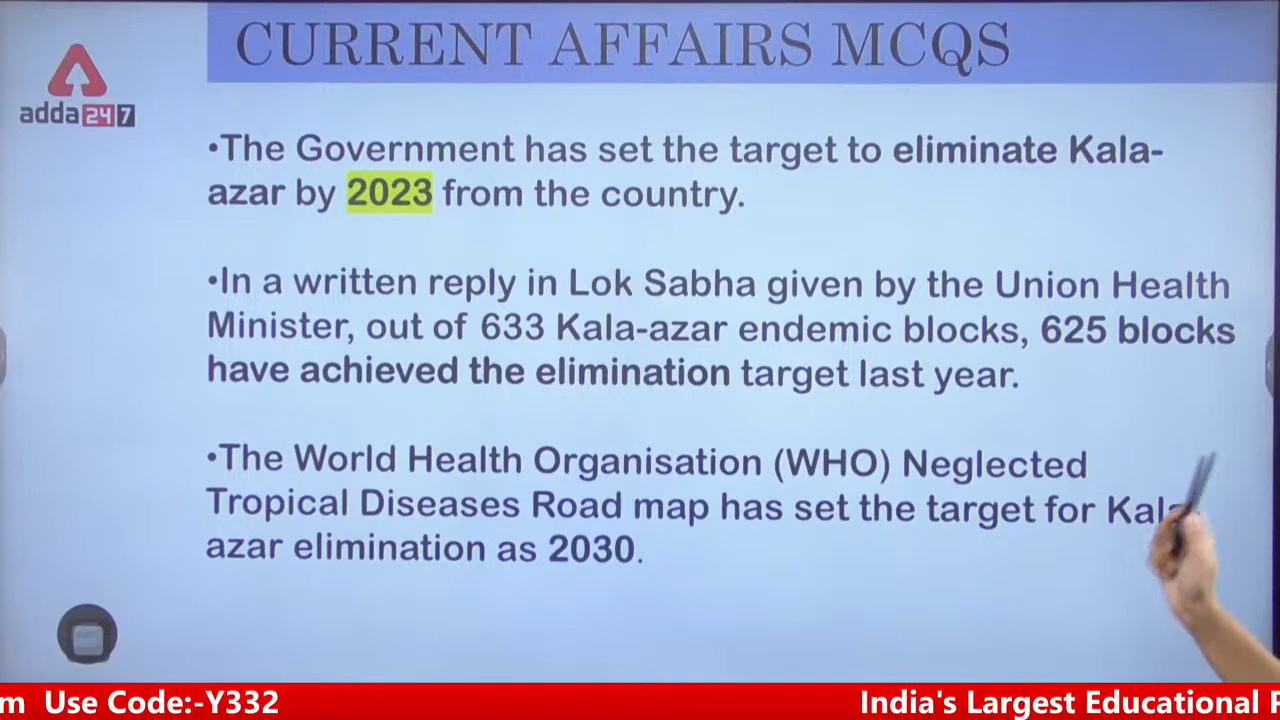 CURRENT AFFAIRS MCQS
adda247
•The Government has set the target to eliminate Kala-
azar by 2023 from the country.
•In a written reply in Lok Sabha given by the Union Health
Minister, out of 633 Kala-azar endemic blocks, 625 blocks
have achieved the elimination target last year.
•The World Health Organisation (WHO) Neglected
Tropical Diseases Road map has set the target for Kala
azar elimination as 2030.
m Use Code:-Y332
India's Largest Educational P